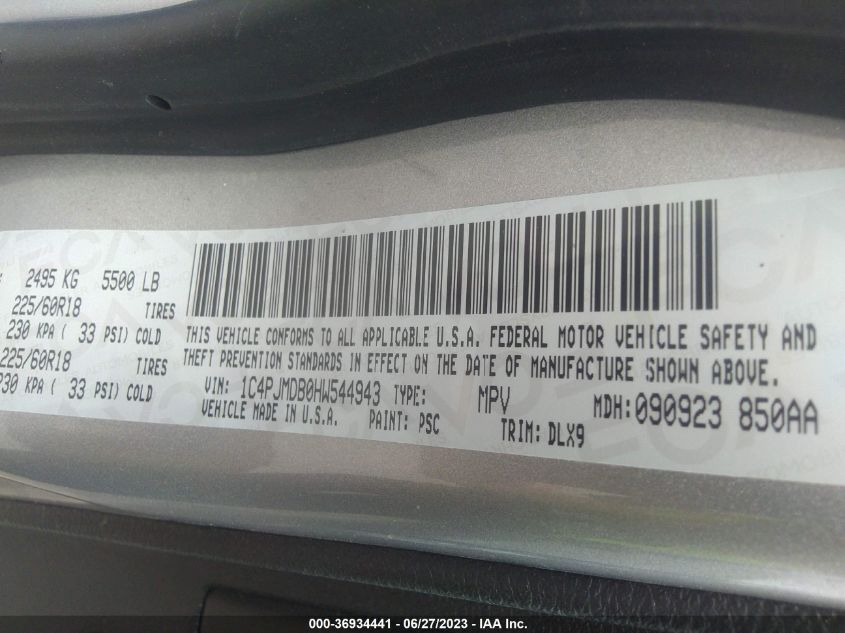 : 2495 KG 5500 LB
225/60R18 TIRES
230 KPA ( 33 PSI) COLD
225/60R18 TIRES
230 KPA ( 33 PSI) COLD
THIS VEHICLE CONFORMS TO ALL APPLICABLE U.S.A. FEDERAL MOTOR VEHICLE SAFETY AND
THEFT PREVENTION STANDARDS IN EFFECT ON THE DATE OF MANUFACTURE SHOWN ABOVE.
VIN: 1C4PJMDB0HW544943 TYPE: MPV MDH: 090923 850AA
VEHICLE MADE IN U.S.A. PAINT: PSC TRIM: DLX9
000-36934441 - 06/27/2023 - IAA Inc.